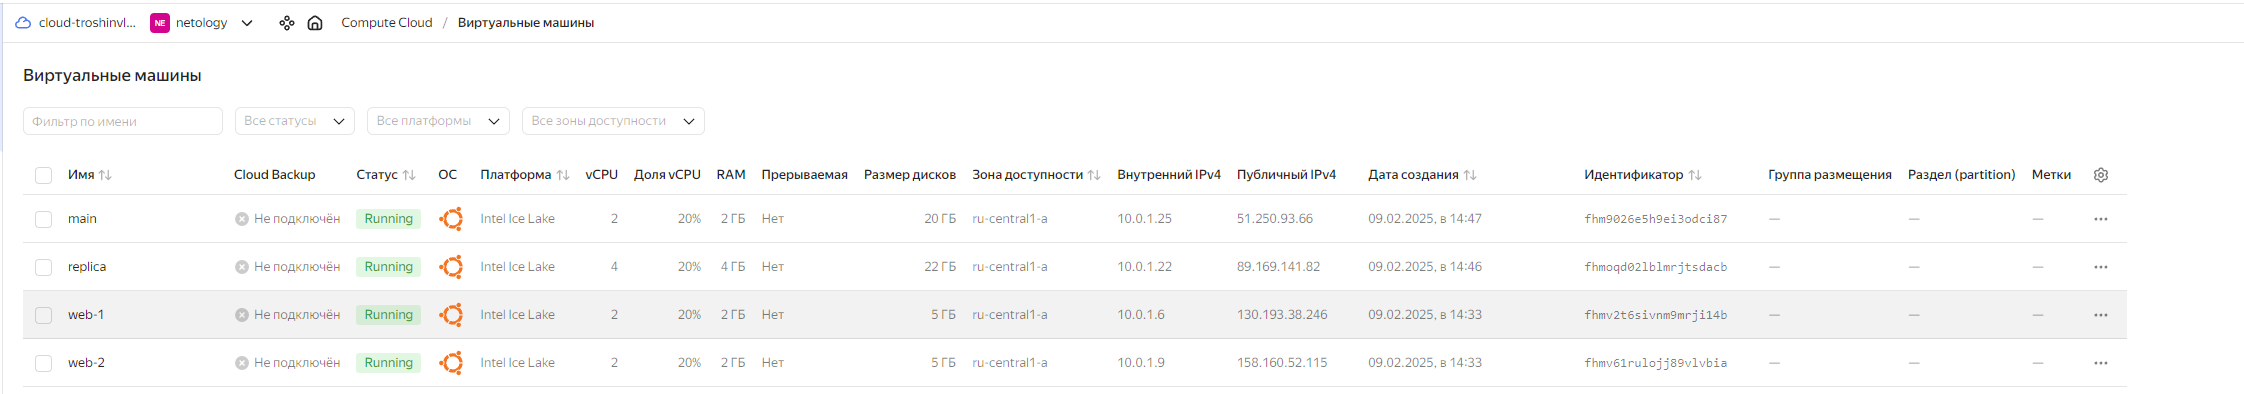 cloud-troshinvl... NE netology Compute Cloud / Виртуальные машины
Виртуальные машины
Фильтр по имени Все статусы Все платформы Все зоны доступности
Имя Cloud Backup Статус ОС Платформа vCPU Доля vCPU RAM Прерываемая Размер дисков Зона доступности Внутренний IPv4 Публичный IPv4 Дата создания Идентификатор Группа размещения Раздел (partition) Метки
main Не подключён Running Intel Ice Lake 2 20% 2 ГБ Нет 20 ГБ ru-central1-a 10.0.1.25 51.250.93.66 09.02.2025, в 14:47 fhm9026e5h9ei3odci87 — — —
replica Не подключён Running Intel Ice Lake 4 20% 4 ГБ Нет 22 ГБ ru-central1-a 10.0.1.22 89.169.141.82 09.02.2025, в 14:46 fhmoqd02lblmrjtsdacb — — —
web-1 Не подключён Running Intel Ice Lake 2 20% 2 ГБ Нет 5 ГБ ru-central1-a 10.0.1.6 130.193.38.246 09.02.2025, в 14:33 fhmv2t6sivnm9mrji14b — — —
web-2 Не подключён Running Intel Ice Lake 2 20% 2 ГБ Нет 5 ГБ ru-central1-a 10.0.1.9 158.160.52.115 09.02.2025, в 14:33 fhmv61rulojj89vlvbia — — —